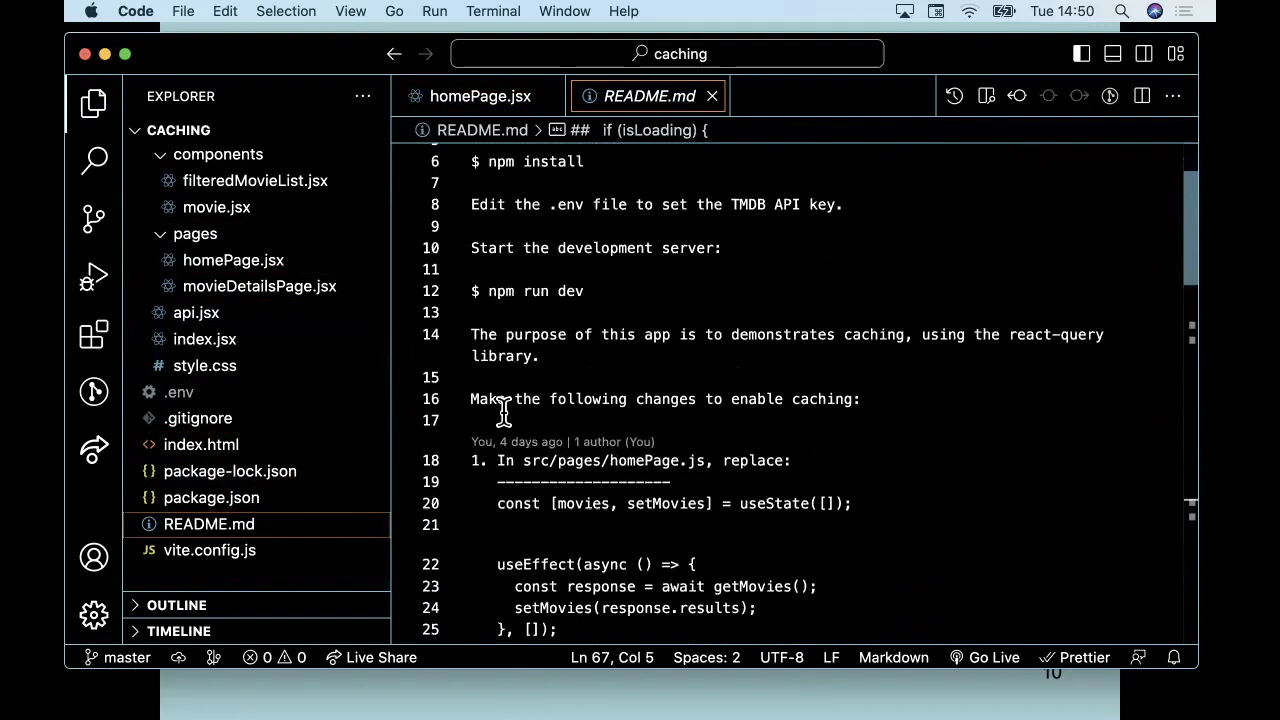 Code File Edit Selection View Go Run Terminal Window Help Tue 14:50
caching
EXPLORER
homePage.jsx
README.md
CACHING
README.md > ## if (isLoading) {
components
filteredMovieList.jsx
movie.jsx
pages
homePage.jsx
movieDetailsPage.jsx
api.jsx
index.jsx
style.css
.env
.gitignore
index.html
package-lock.json
package.json
README.md
vite.config.js
OUTLINE
TIMELINE
6 $ npm install
7
8 Edit the .env file to set the TMDB API key.
9
10 Start the development server:
11
12 $ npm run dev
13
14 The purpose of this app is to demonstrates caching, using the react-query
library.
15
16 Make the following changes to enable caching:
17
You, 4 days ago | 1 author (You)
18 1. In src/pages/homePage.js, replace:
19 --------------------
20 const [movies, setMovies] = useState([]);
21
22 useEffect(async () => {
23 const response = await getMovies();
24 setMovies(response.results);
25 }, []);
master 0 0 Live Share Ln 67, Col 5 Spaces: 2 UTF-8 LF Markdown Go Live Prettier
10